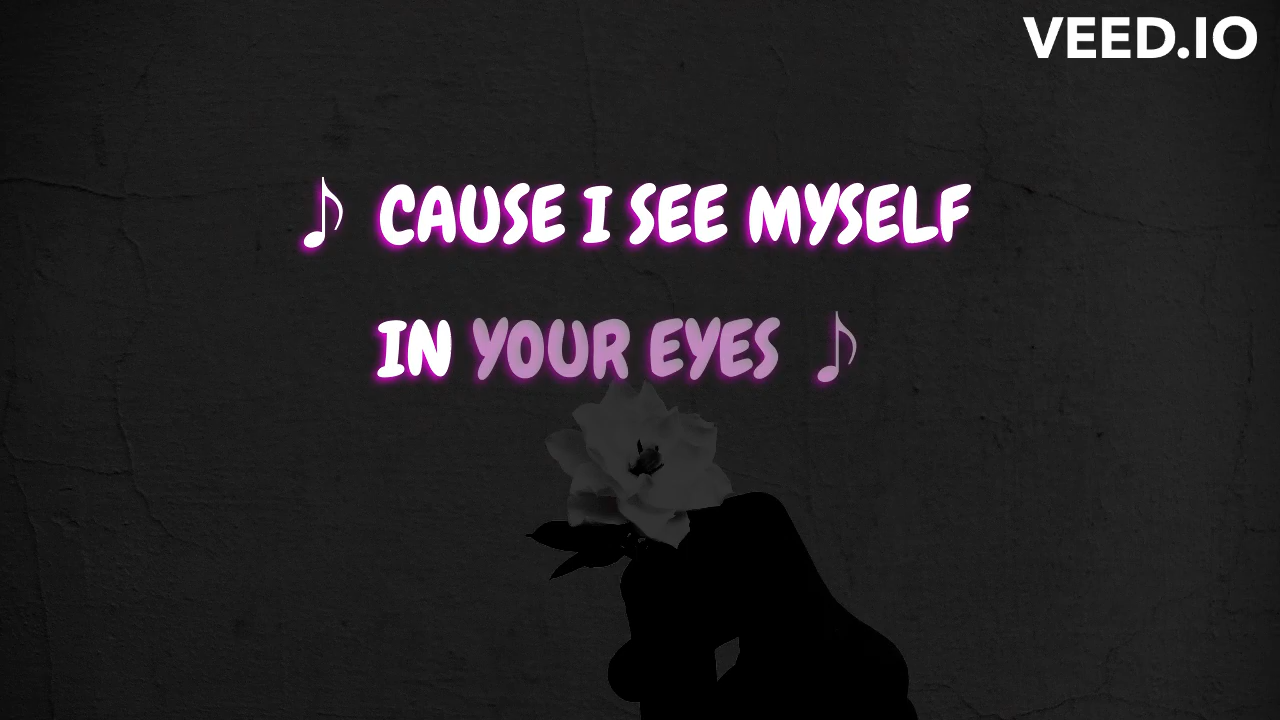 VEED.IO
♪ CAUSE I SEE MYSELF
IN YOUR EYES ♪